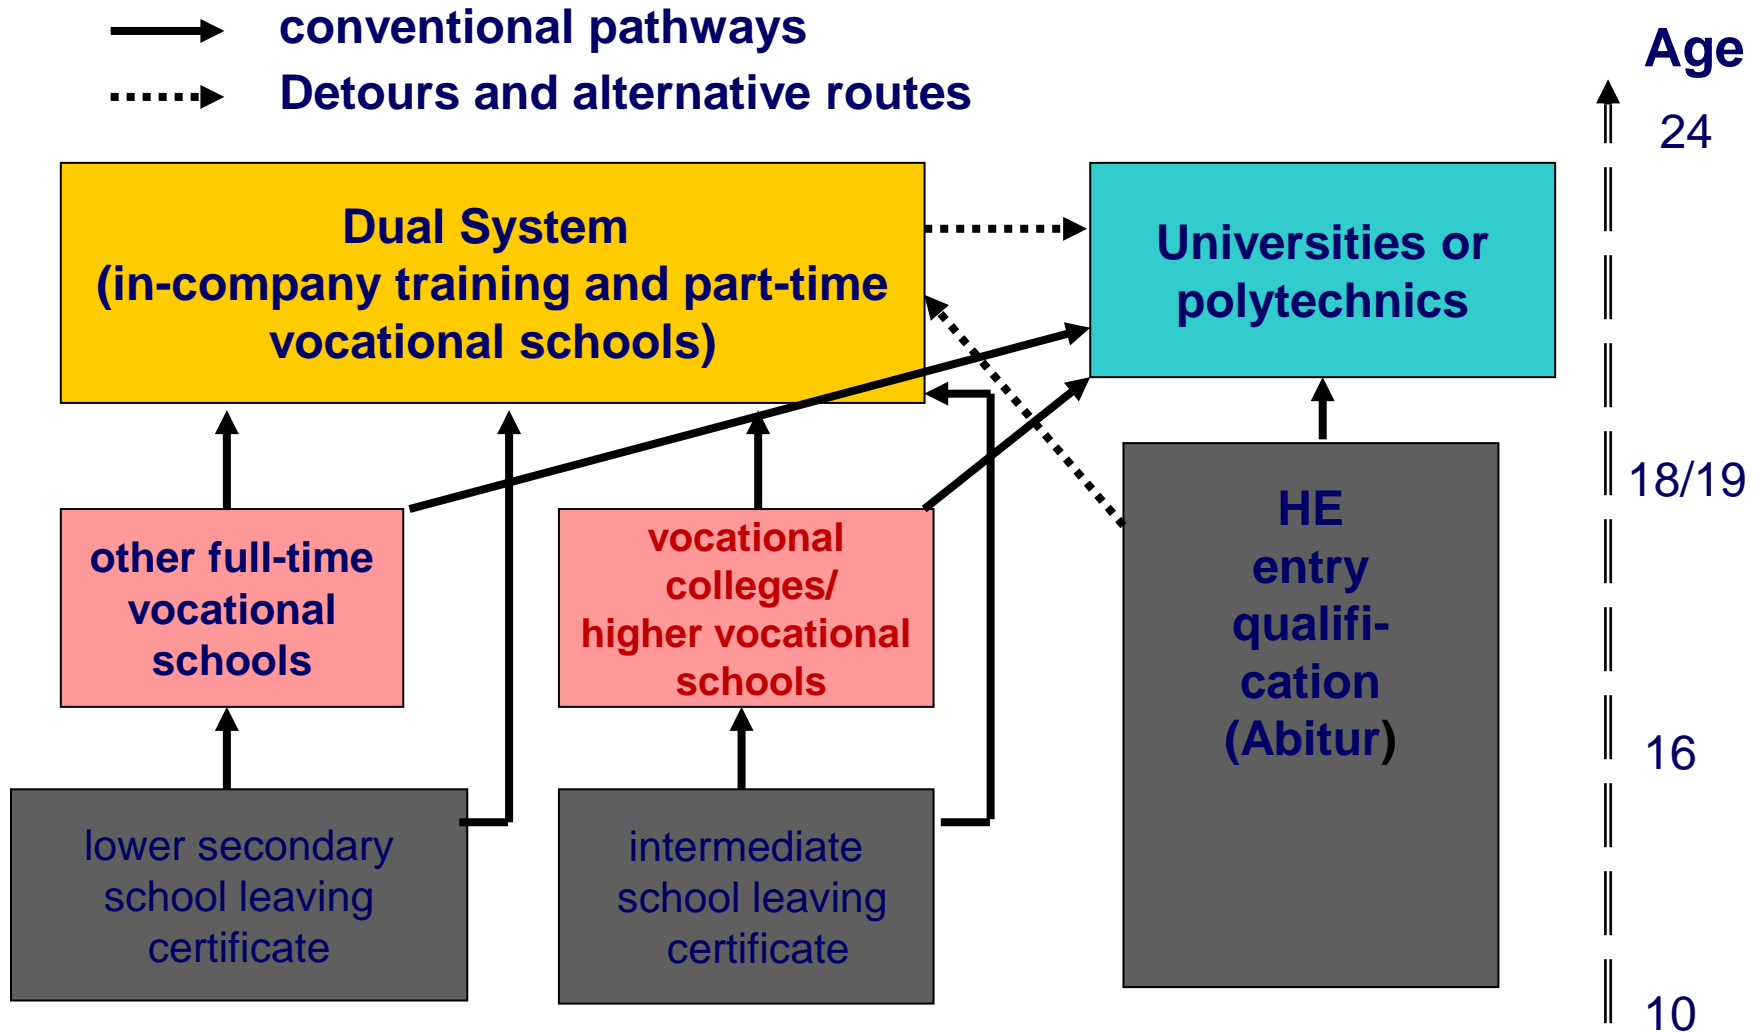 conventional pathways
Detours and alternative routes
Age
24
Dual System
(in-company training and part-time
vocational schools)
Universities or
polytechnics
18/19
other full-time
vocational
schools
vocational
colleges/
higher vocational
schools
HE
entry
qualifi-
cation
(Abitur)
16
lower secondary
school leaving
certificate
intermediate
school leaving
certificate
10